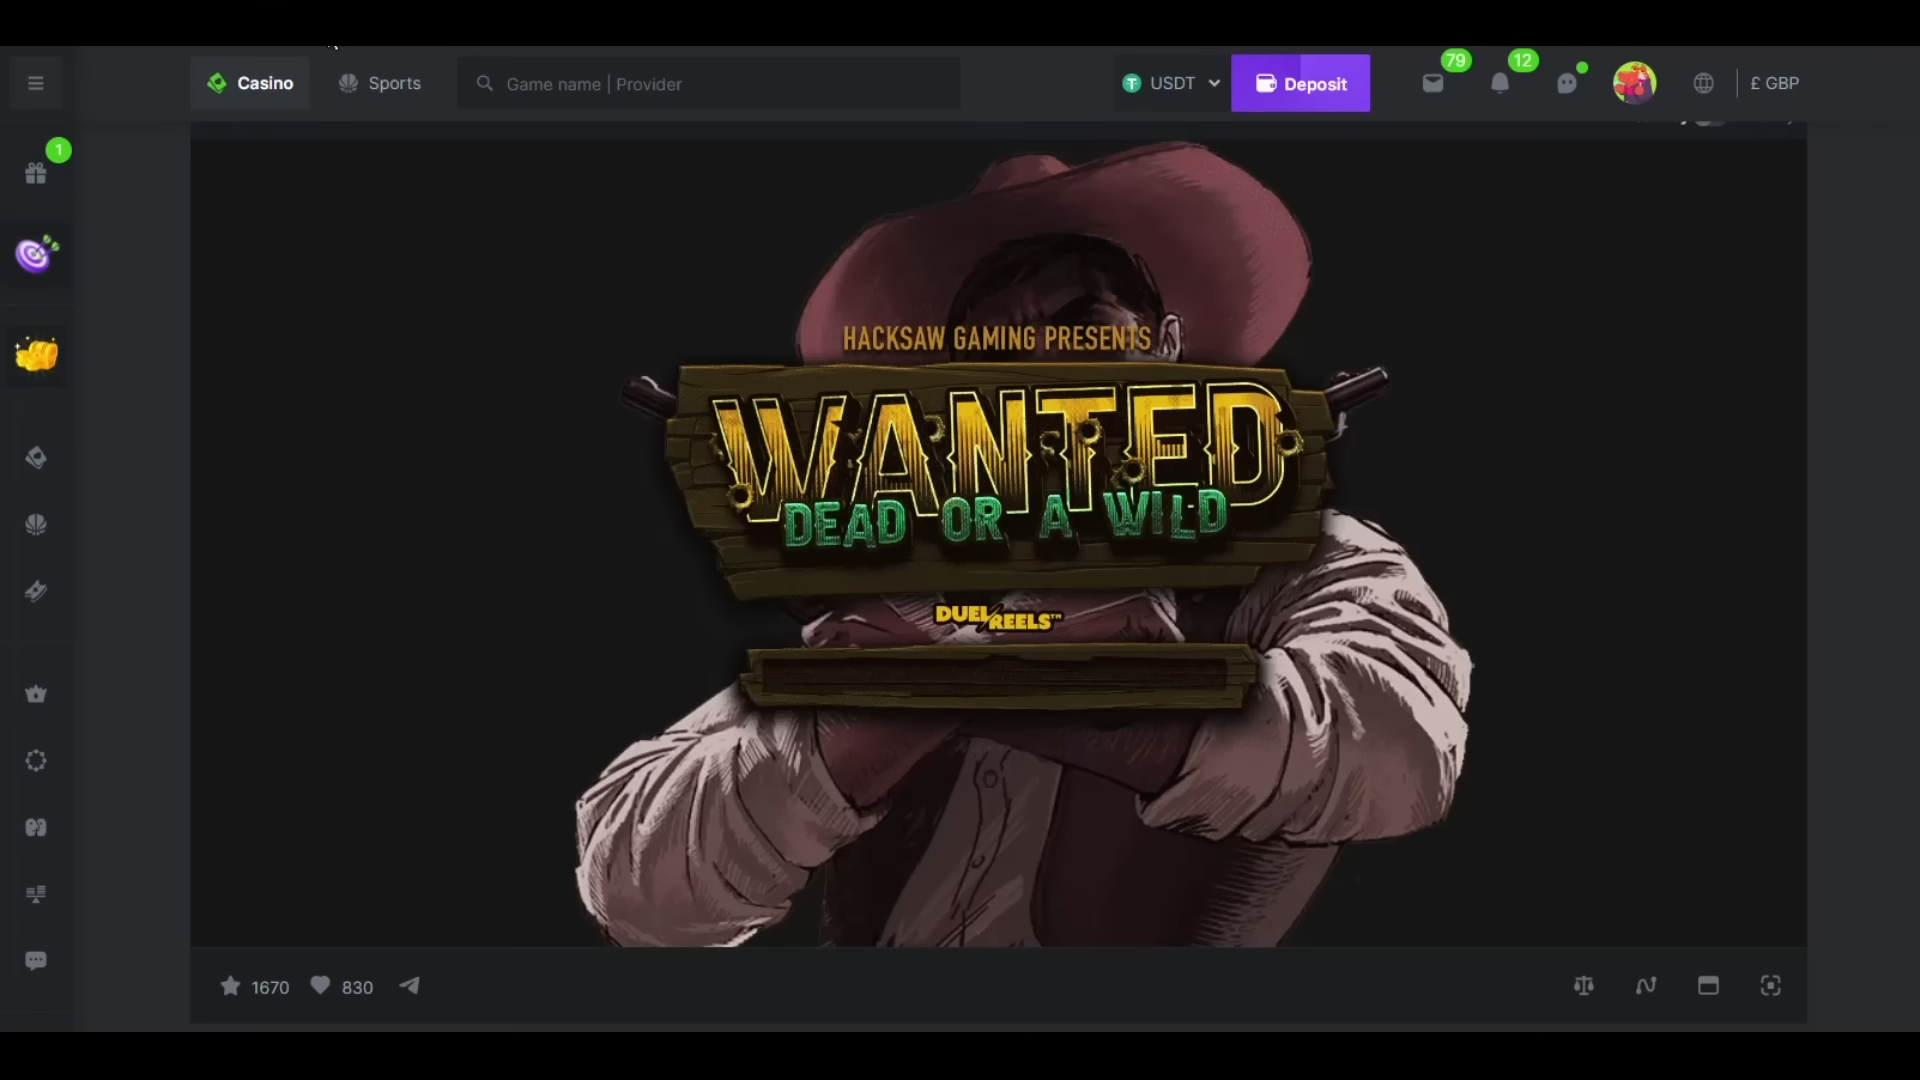 Casino
Sports
Game name | Provider
USDT
Deposit
79
12
£ GBP
1
HACKSAW GAMING PRESENTS
WANTED
DEAD OR A WILD
DUEL REELS™
1670
830